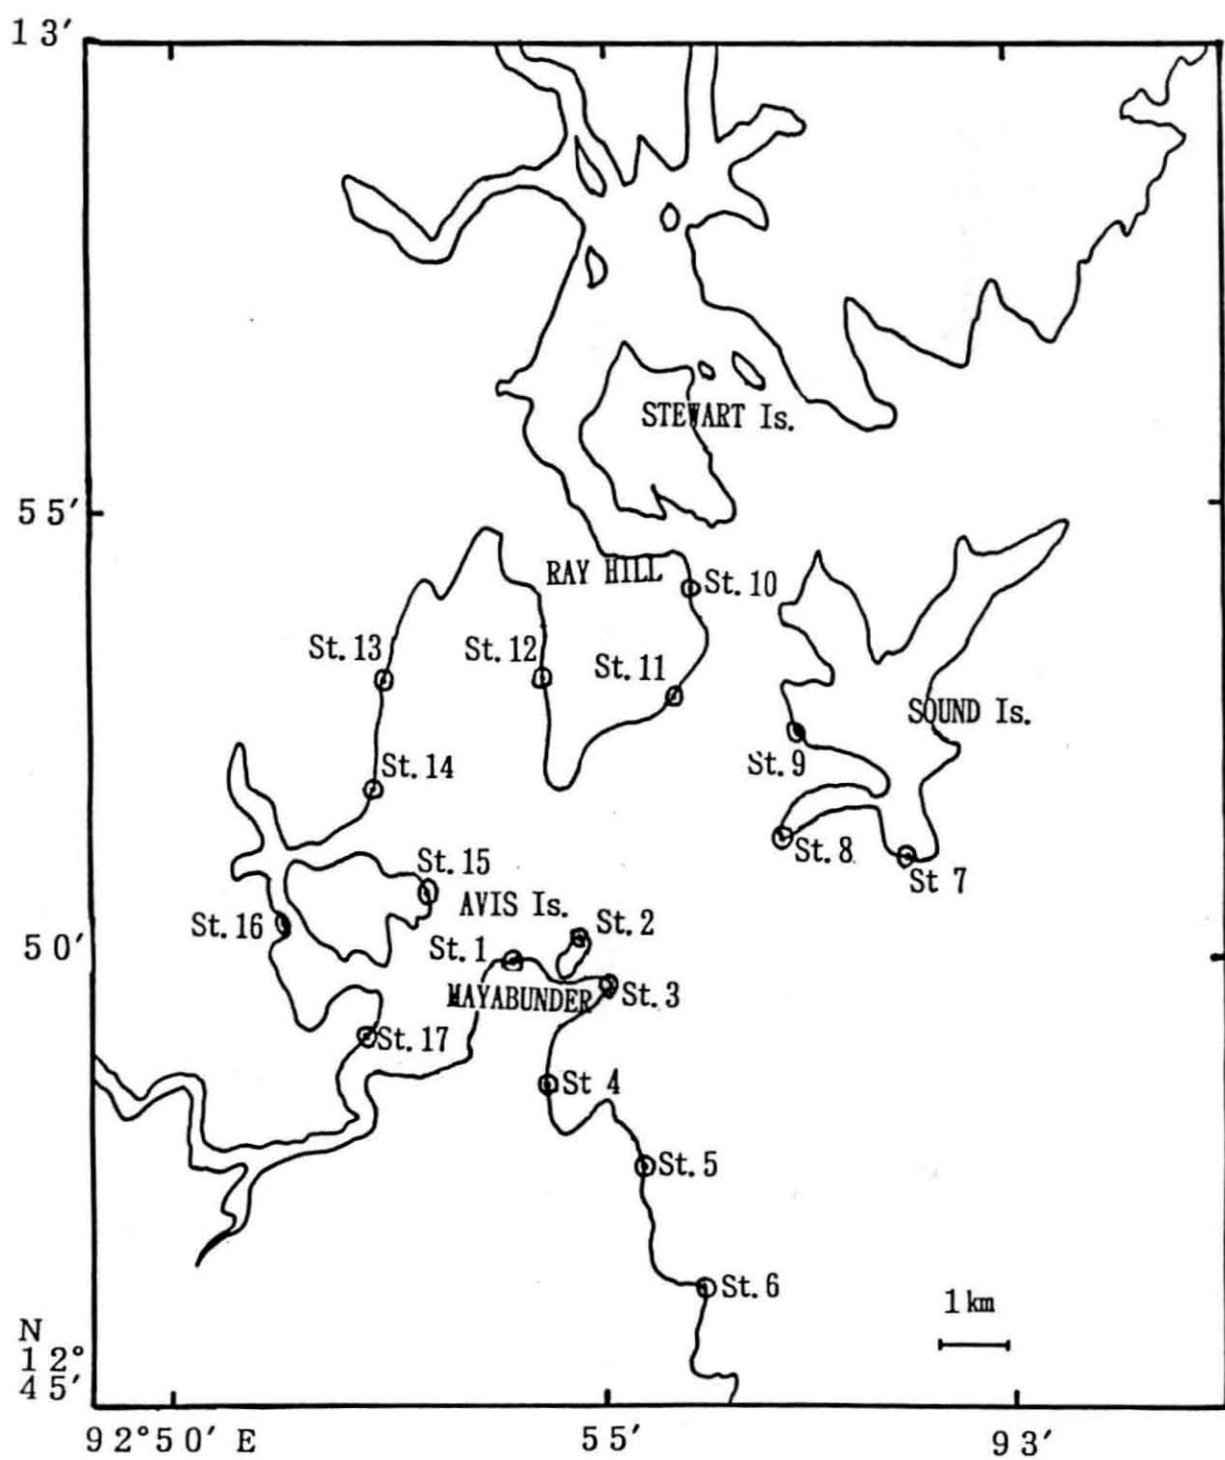 13′
STEWART Is.
55′
RAY HILL
St. 10
St. 13
St. 12
St. 11
SOUND Is.
St. 9
St. 14
St. 8
St. 15
St 7
AVIS Is.
St. 16
St. 2
50′
St. 1
MAYABUNDER
St. 3
St. 17
St 4
St. 5
St. 6
1 km
N
12°
45′
92°50′ E
55′
93′